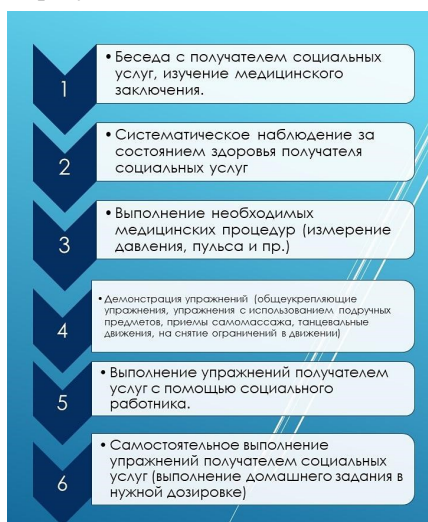 1
• Беседа с получателем социальных
услуг, изучение медицинского
заключения.
2
• Систематическое наблюдение за
состоянием здоровья получателя
социальных услуг
3
• Выполнение необходимых
медицинских процедур (измерение
давления, пульса и пр.)
4
• Демонстрация упражнений (общеукрепляющие
упражнения, упражнения с использованием подручных
предметов, приемы самомассажа, танцевальные
движения, на снятие ограничений в движении)
5
• Выполнение упражнений получателем
услуг с помощью социального
работника.
6
• Самостоятельное выполнение
упражнений получателем социальных
услуг (выполнение домашнего задания в
нужной дозировке)